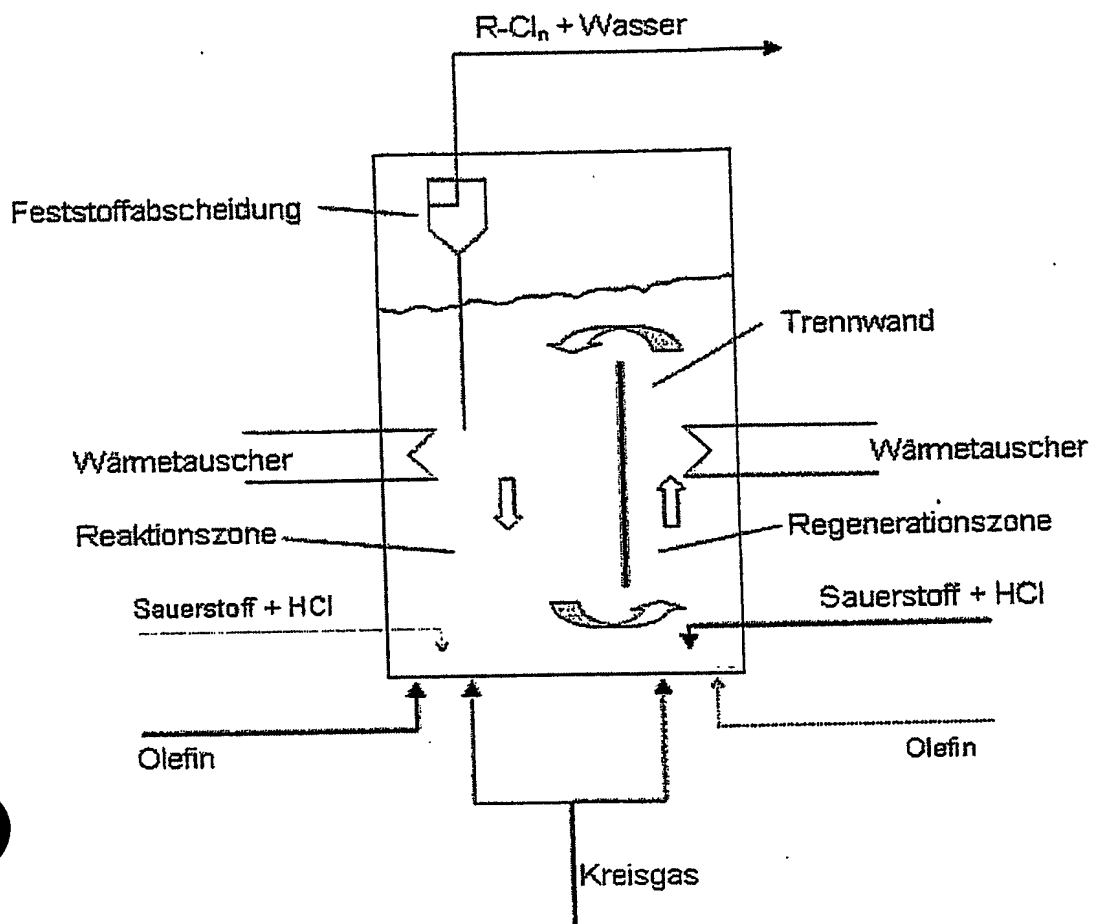 R-Clₙ + Wasser
Feststoffabscheidung
Trennwand
Wärmetauscher
Wärmetauscher
Reaktionszone
Regenerationszone
Sauerstoff + HCl
Sauerstoff + HCl
Olefin
Olefin
Kreisgas